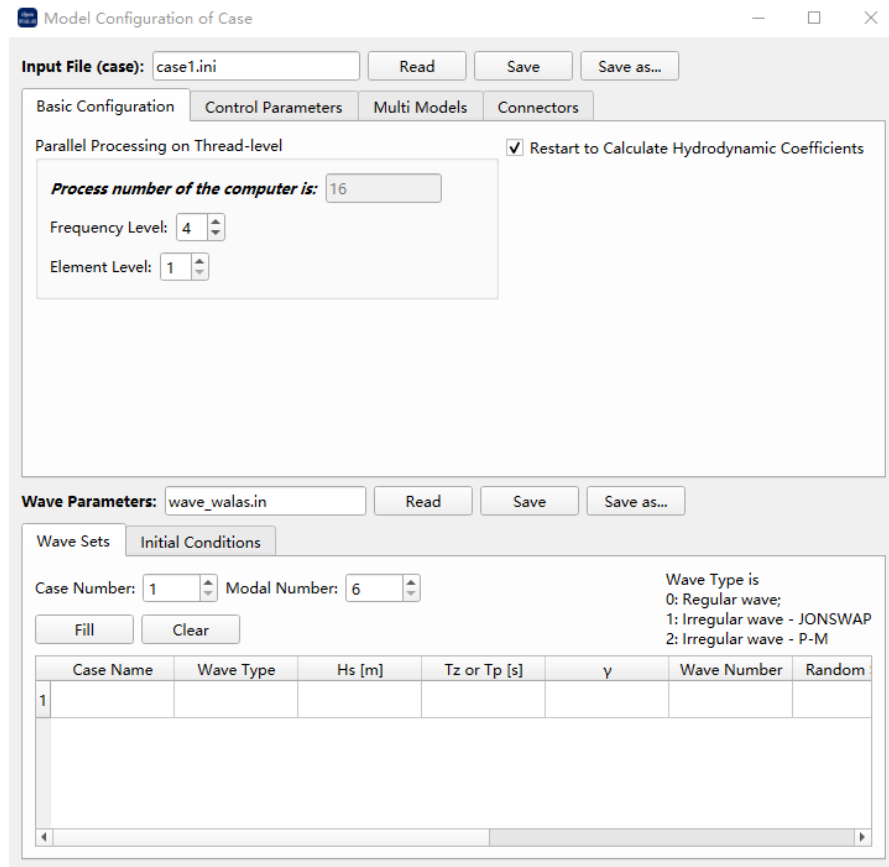 Model Configuration of Case
Input File (case): case1.ini Read Save Save as...
Basic Configuration Control Parameters Multi Models Connectors
Parallel Processing on Thread-level
Restart to Calculate Hydrodynamic Coefficients
Process number of the computer is: 16
Frequency Level: 4
Element Level: 1
Wave Parameters: wave_walas.in Read Save Save as...
Wave Sets Initial Conditions
Case Number: 1 Modal Number: 6
Wave Type is
0: Regular wave;
1: Irregular wave - JONSWAP
2: Irregular wave - P-M
Fill Clear
Case Name Wave Type Hs [m] Tz or Tp [s] γ Wave Number Random
1